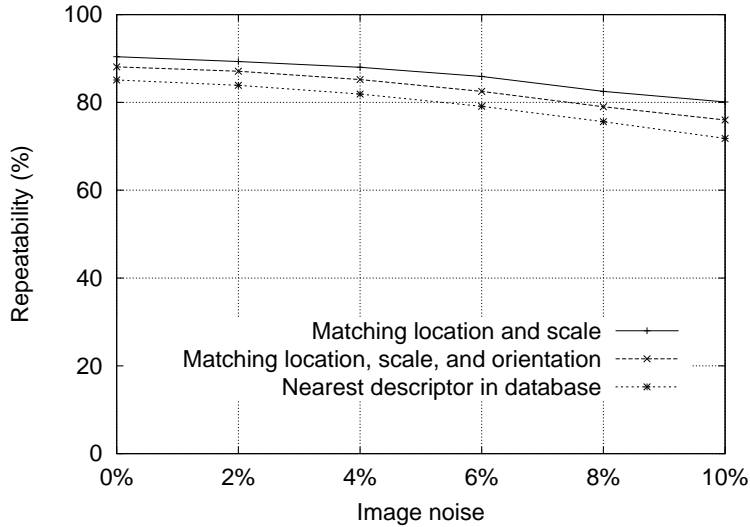 100
80
60
40
20
0
Repeatability (%)
Matching location and scale
Matching location, scale, and orientation
Nearest descriptor in database
0% 2% 4% 6% 8% 10%
Image noise